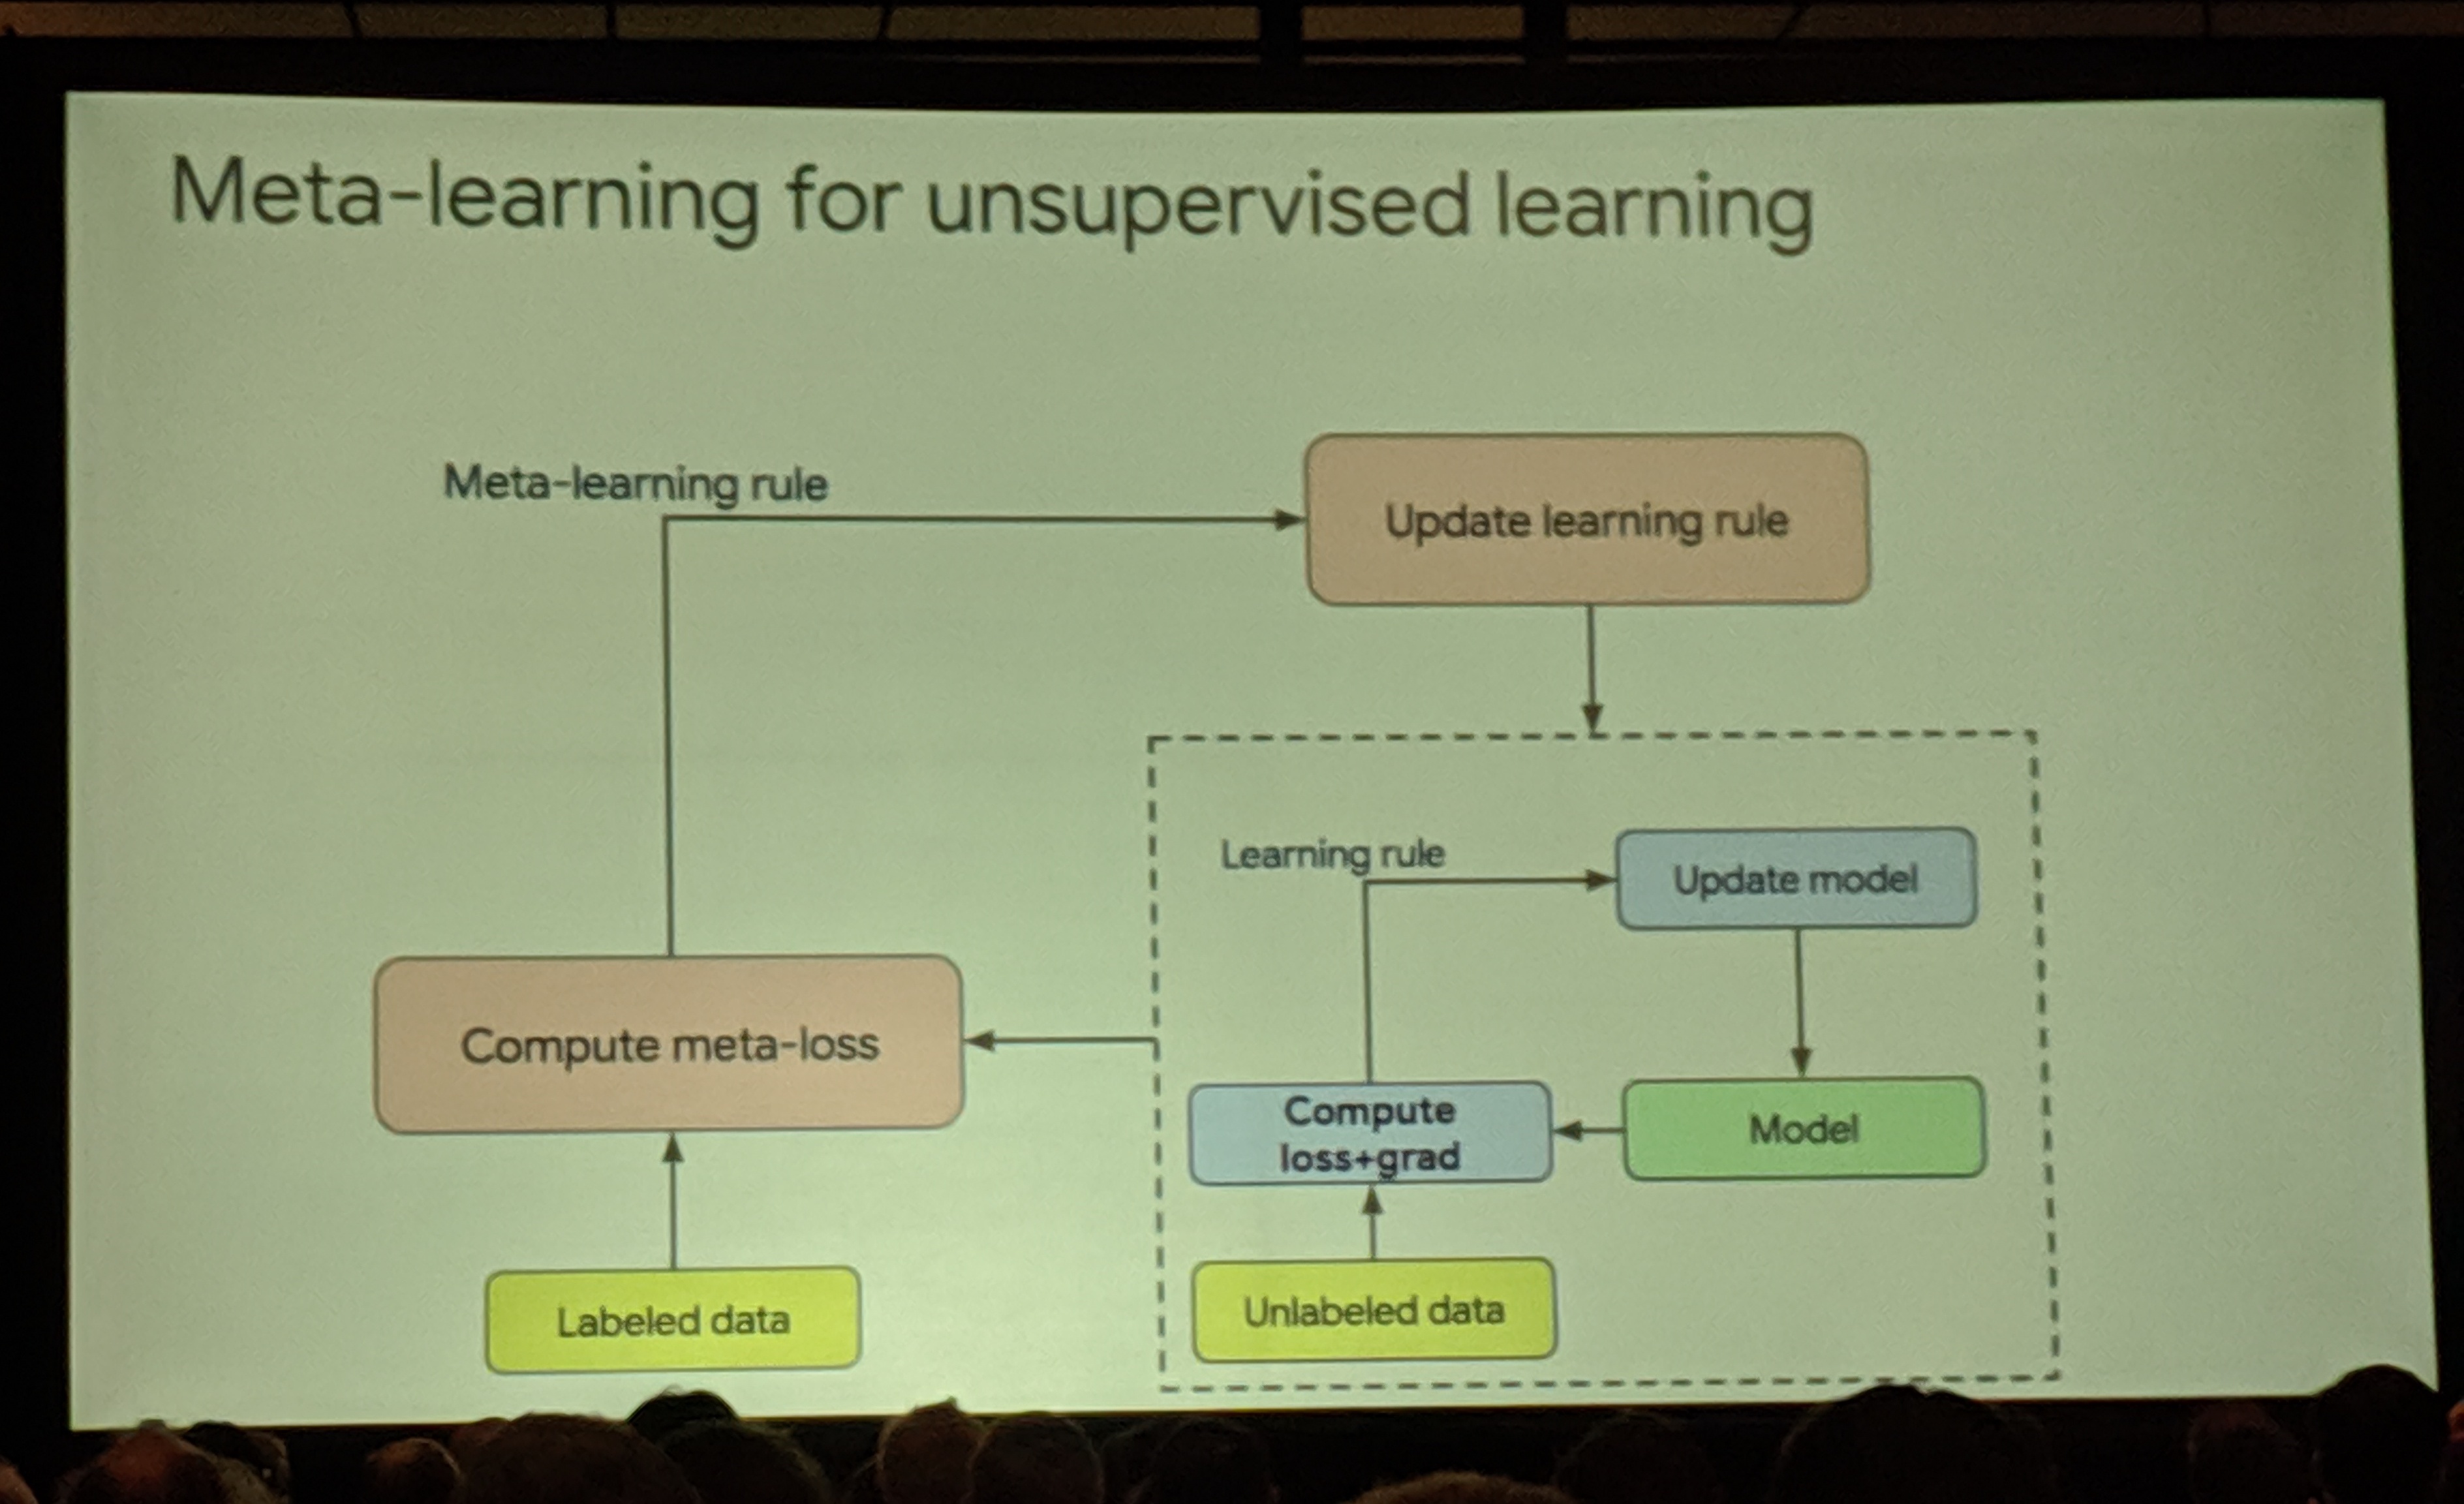 Meta-learning for unsupervised learning
Meta-learning rule
Update learning rule
Learning rule
Update model
Compute meta-loss
Compute
loss+grad
Model
Labeled data
Unlabeled data